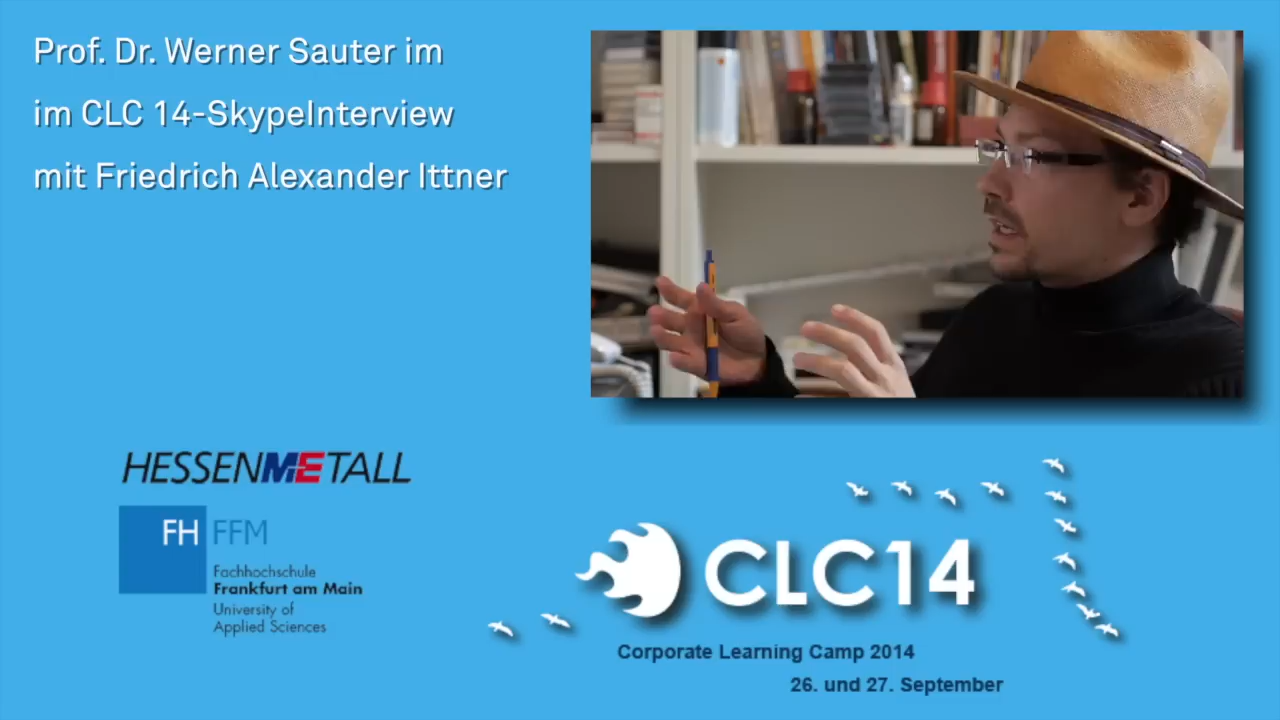 Prof. Dr. Werner Sauter im
im CLC 14-SkypeInterview
mit Friedrich Alexander Ittner
HESSENMETALL
FH FFM
Fachhochschule
Frankfurt am Main
University of
Applied Sciences
CLC14
Corporate Learning Camp 2014
26. und 27. September